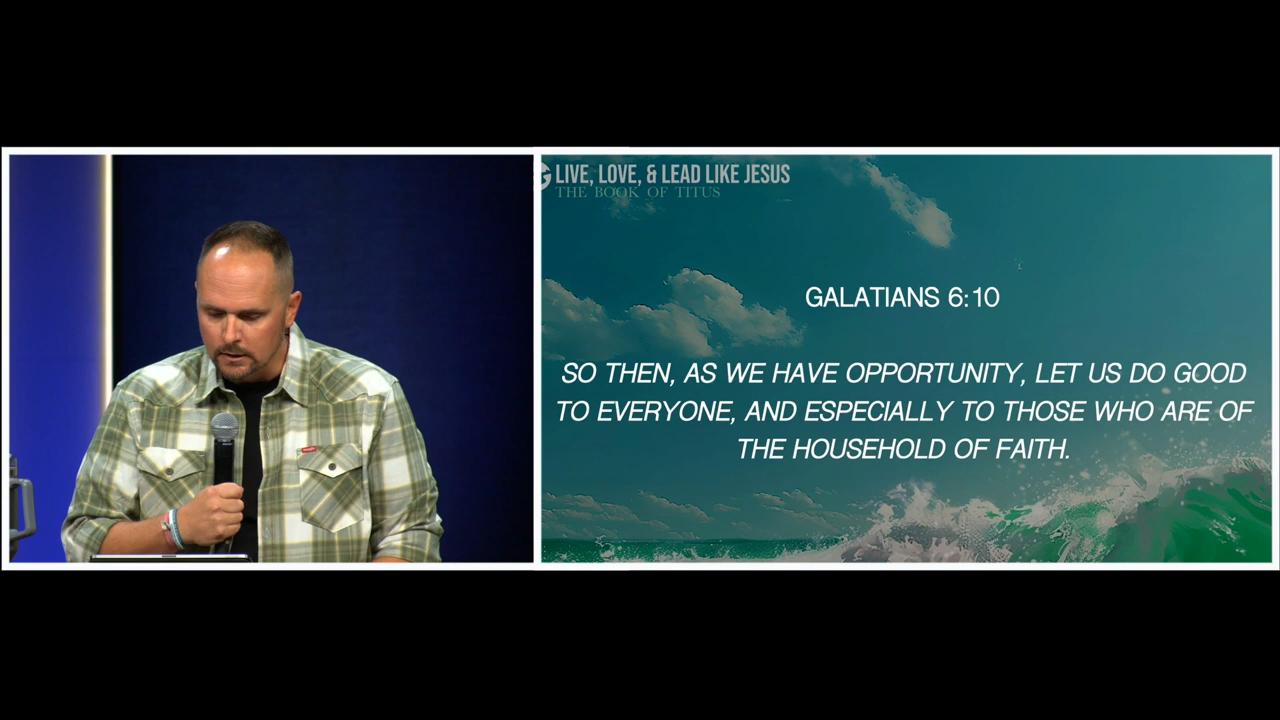 LIVE, LOVE, & LEAD LIKE JESUS
THE BOOK OF TITUS
GALATIANS 6:10
SO THEN, AS WE HAVE OPPORTUNITY, LET US DO GOOD
TO EVERYONE, AND ESPECIALLY TO THOSE WHO ARE OF
THE HOUSEHOLD OF FAITH.